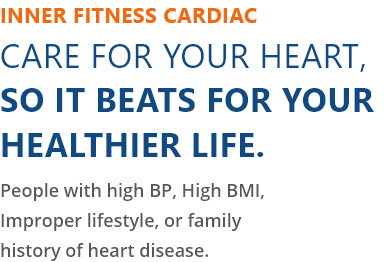 INNER FITNESS CARDIAC
CARE FOR YOUR HEART,
SO IT BEATS FOR YOUR
HEALTHIER LIFE.
People with high BP, High BMI,
Improper lifestyle, or family
history of heart disease.